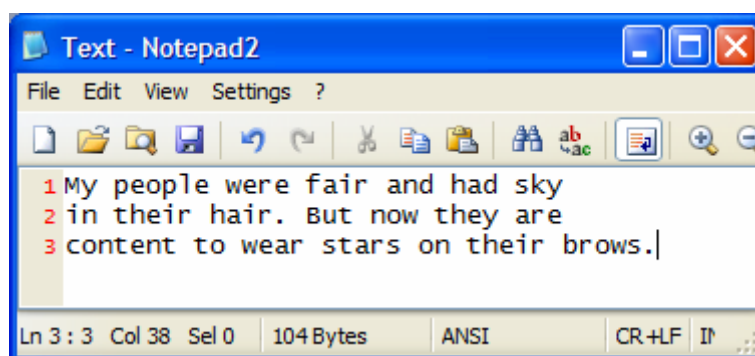 Text - Notepad2
File Edit View Settings ?
ab
ac
1 My people were fair and had sky
2 in their hair. But now they are
3 content to wear stars on their brows.
Ln 3 : 3 Col 38 Sel 0 104 Bytes ANSI CR+LF